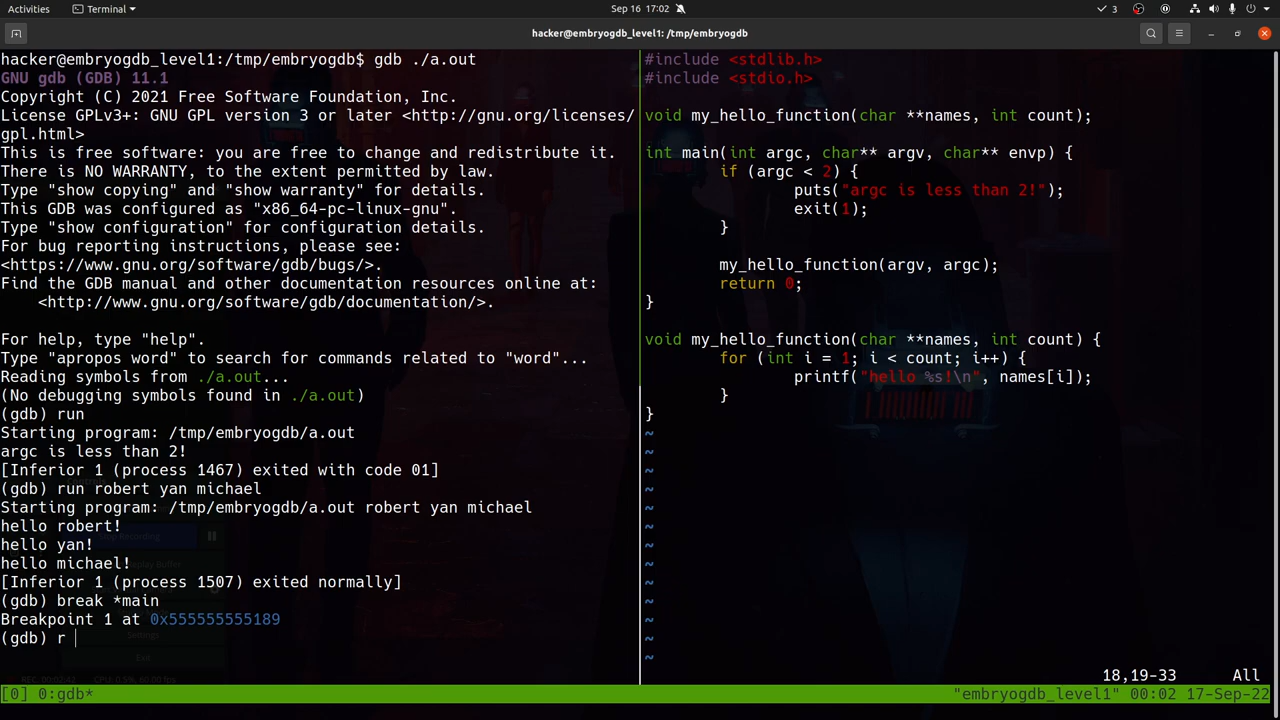 Activities Terminal Sep 16 17:02 3
hacker@embryogdb_level1: /tmp/embryogdb
hacker@embryogdb_level1:/tmp/embryogdb$ gdb ./a.out
GNU gdb (GDB) 11.1
Copyright (C) 2021 Free Software Foundation, Inc.
License GPLv3+: GNU GPL version 3 or later <http://gnu.org/licenses/
gpl.html>
This is free software: you are free to change and redistribute it.
There is NO WARRANTY, to the extent permitted by law.
Type "show copying" and "show warranty" for details.
This GDB was configured as "x86_64-pc-linux-gnu".
Type "show configuration" for configuration details.
For bug reporting instructions, please see:
<https://www.gnu.org/software/gdb/bugs/>.
Find the GDB manual and other documentation resources online at:
    <http://www.gnu.org/software/gdb/documentation/>.

For help, type "help".
Type "apropos word" to search for commands related to "word"...
Reading symbols from ./a.out...
(No debugging symbols found in ./a.out)
(gdb) run
Starting program: /tmp/embryogdb/a.out
argc is less than 2!
[Inferior 1 (process 1467) exited with code 01]
(gdb) run robert yan michael
Starting program: /tmp/embryogdb/a.out robert yan michael
hello robert!
hello yan!
hello michael!
[Inferior 1 (process 1507) exited normally]
(gdb) break *main
Breakpoint 1 at 0x555555555189
(gdb) r
#include <stdlib.h>
#include <stdio.h>

void my_hello_function(char **names, int count);

int main(int argc, char** argv, char** envp) {
        if (argc < 2) {
                puts("argc is less than 2!");
                exit(1);
        }

        my_hello_function(argv, argc);
        return 0;
}

void my_hello_function(char **names, int count) {
        for (int i = 1; i < count; i++) {
                printf("hello %s!\n", names[i]);
        }
}
~
~
~
~
~
~
~
~
~
~
~
~
~
18,19-33 All
Stop Recording
Settings
Exit
[0] 0:gdb* "embryogdb_level1" 00:02 17-Sep-22